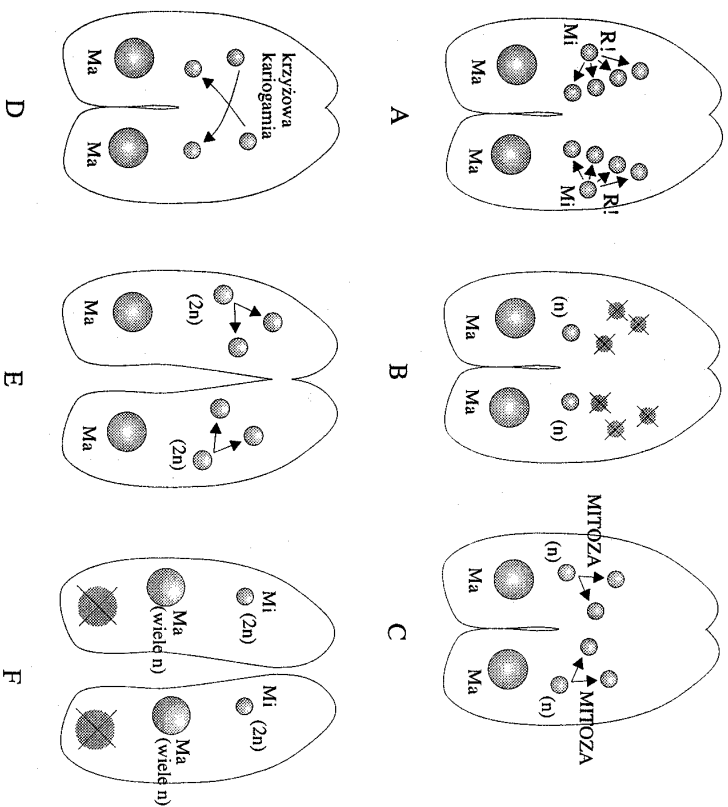 R!
Mi
Ma
R!
Mi
Ma
A
(n)
Ma
(n)
Ma
B
MITOZA
(n)
Ma
MITOZA
(n)
Ma
C
krzyżowa
kariogamia
Ma
Ma
D
(2n)
Ma
(2n)
Ma
E
Mi
(2n)
Ma
(wiele n)
Mi
(2n)
Ma
(wiele n)
F